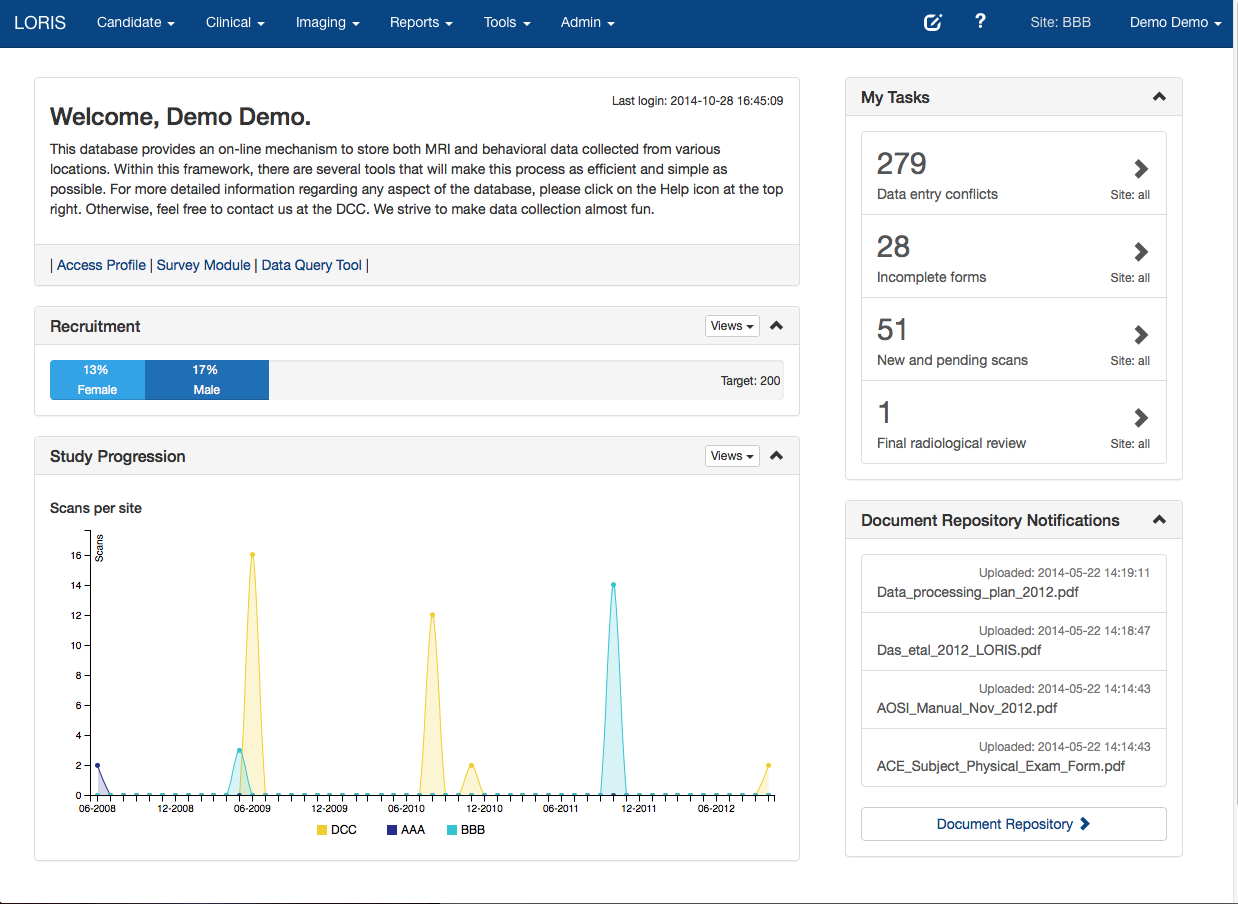 LORIS Candidate Clinical Imaging Reports Tools Admin ? Site: BBB Demo Demo
Last login: 2014-10-28 16:45:09
Welcome, Demo Demo.
This database provides an on-line mechanism to store both MRI and behavioral data collected from various
locations. Within this framework, there are several tools that will make this process as efficient and simple as
possible. For more detailed information regarding any aspect of the database, please click on the Help icon at the top
right. Otherwise, feel free to contact us at the DCC. We strive to make data collection almost fun.
| Access Profile | Survey Module | Data Query Tool |
Recruitment Views
13% 17%
Female Male
Target: 200
Study Progression Views
Scans per site
Scans
16
14
12
10
8
6
4
2
0
06-2008 12-2008 06-2009 12-2009 06-2010 12-2010 06-2011 12-2011 06-2012
DCC AAA BBB
My Tasks
279
Data entry conflicts Site: all
28
Incomplete forms Site: all
51
New and pending scans Site: all
1
Final radiological review Site: all
Document Repository Notifications
Uploaded: 2014-05-22 14:19:11
Data_processing_plan_2012.pdf
Uploaded: 2014-05-22 14:18:47
Das_etal_2012_LORIS.pdf
Uploaded: 2014-05-22 14:14:43
AOSI_Manual_Nov_2012.pdf
Uploaded: 2014-05-22 14:14:43
ACE_Subject_Physical_Exam_Form.pdf
Document Repository